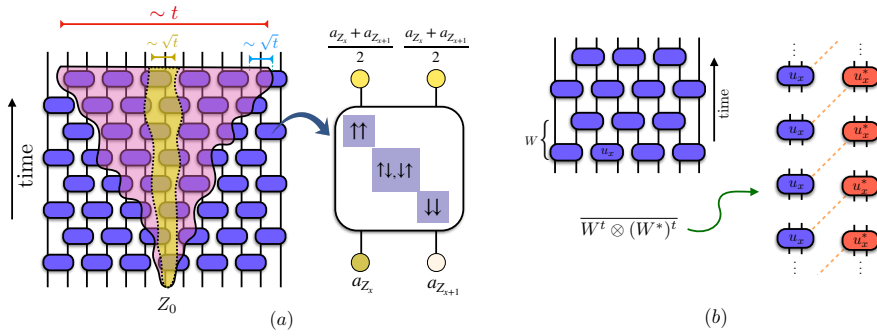 ∼ t
∼ √t
∼ √t
time
Z₀
(a)
(a_{Z_x} + a_{Z_{x+1}})/2
(a_{Z_x} + a_{Z_{x+1}})/2
↑↑
↑↓,↓↑
↓↓
a_{Z_x}
a_{Z_{x+1}}
W
u_x
time
\overline{W^t ⊗ (W^*)^t}
(b)
⋮ ⋮
u_x u_x^*
u_x u_x^*
u_x u_x^*
u_x u_x^*
⋮ ⋮